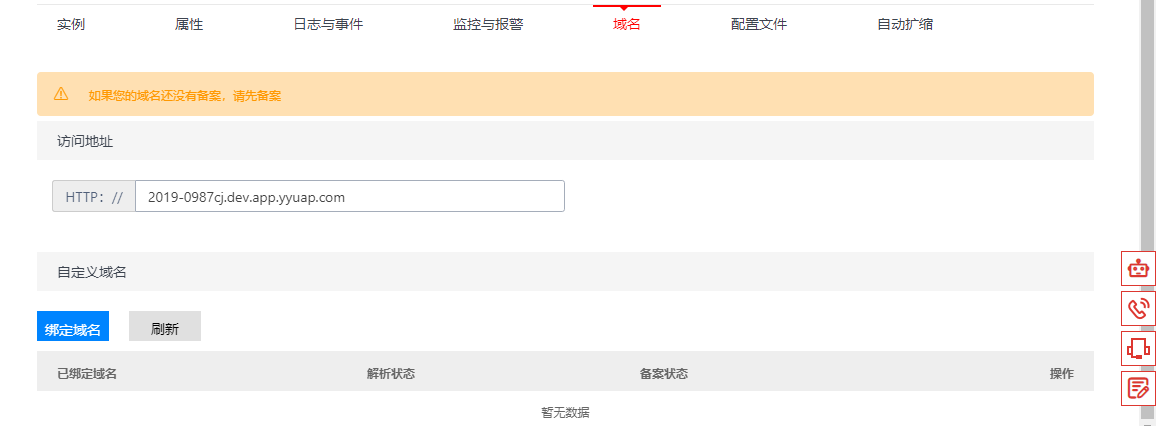 实例 属性 日志与事件 监控与报警 域名 配置文件 自动扩缩
如果您的域名还没有备案，请先备案
访问地址
HTTP：// 2019-0987cj.dev.app.yyuap.com
自定义域名
绑定域名 刷新
已绑定域名 解析状态 备案状态 操作
暂无数据